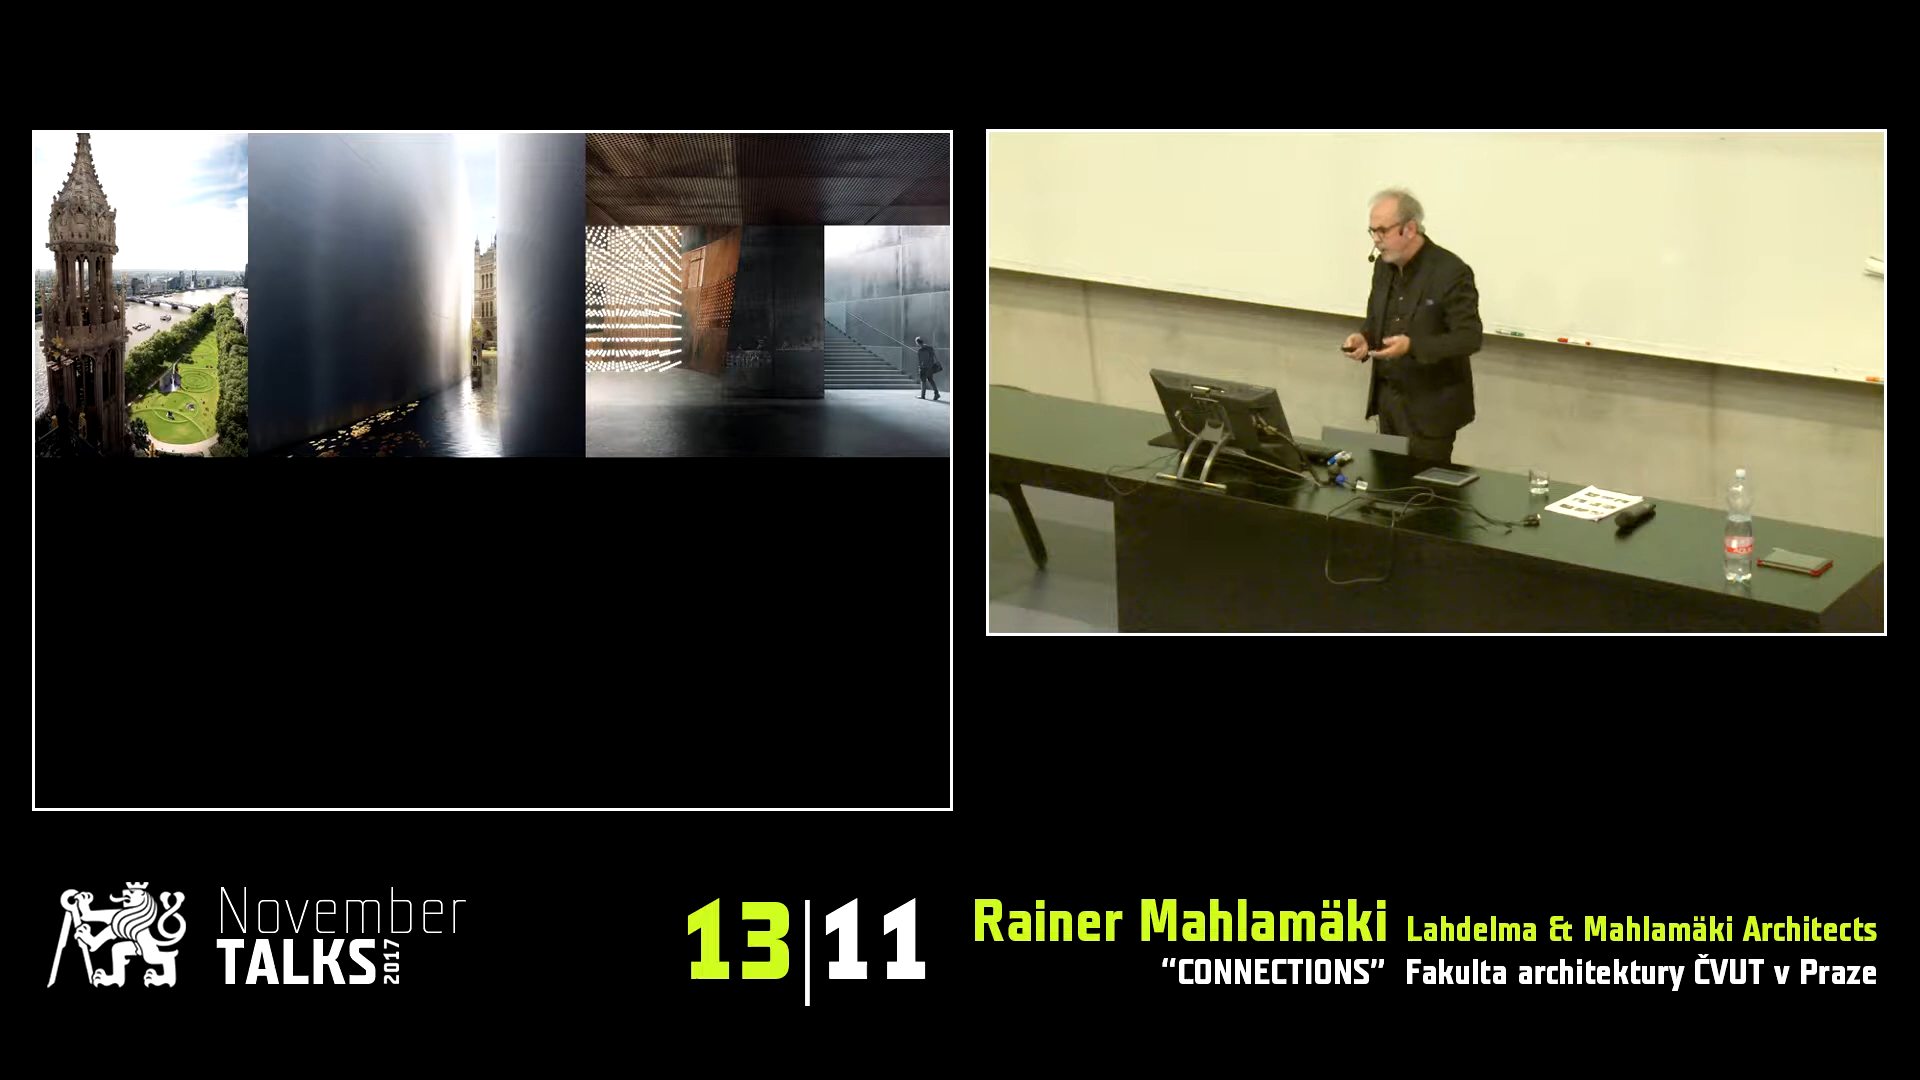 November
TALKS 2017
13|11
Rainer Mahlamäki Lahdelma & Mahlamäki Architects
“CONNECTIONS” Fakulta architektury ČVUT v Praze